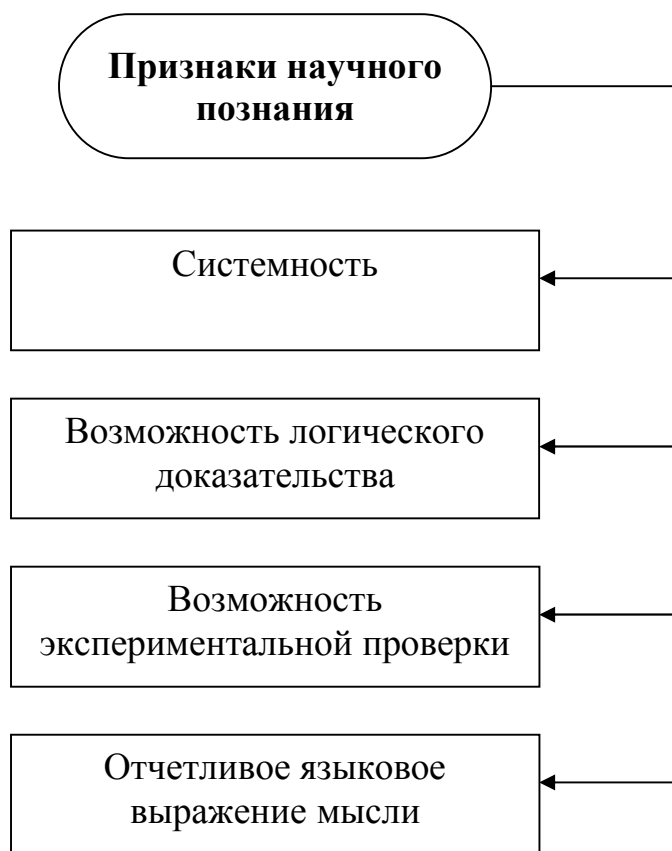 Признаки научного
познания
Системность
Возможность логического
доказательства
Возможность
экспериментальной проверки
Отчетливое языковое
выражение мысли